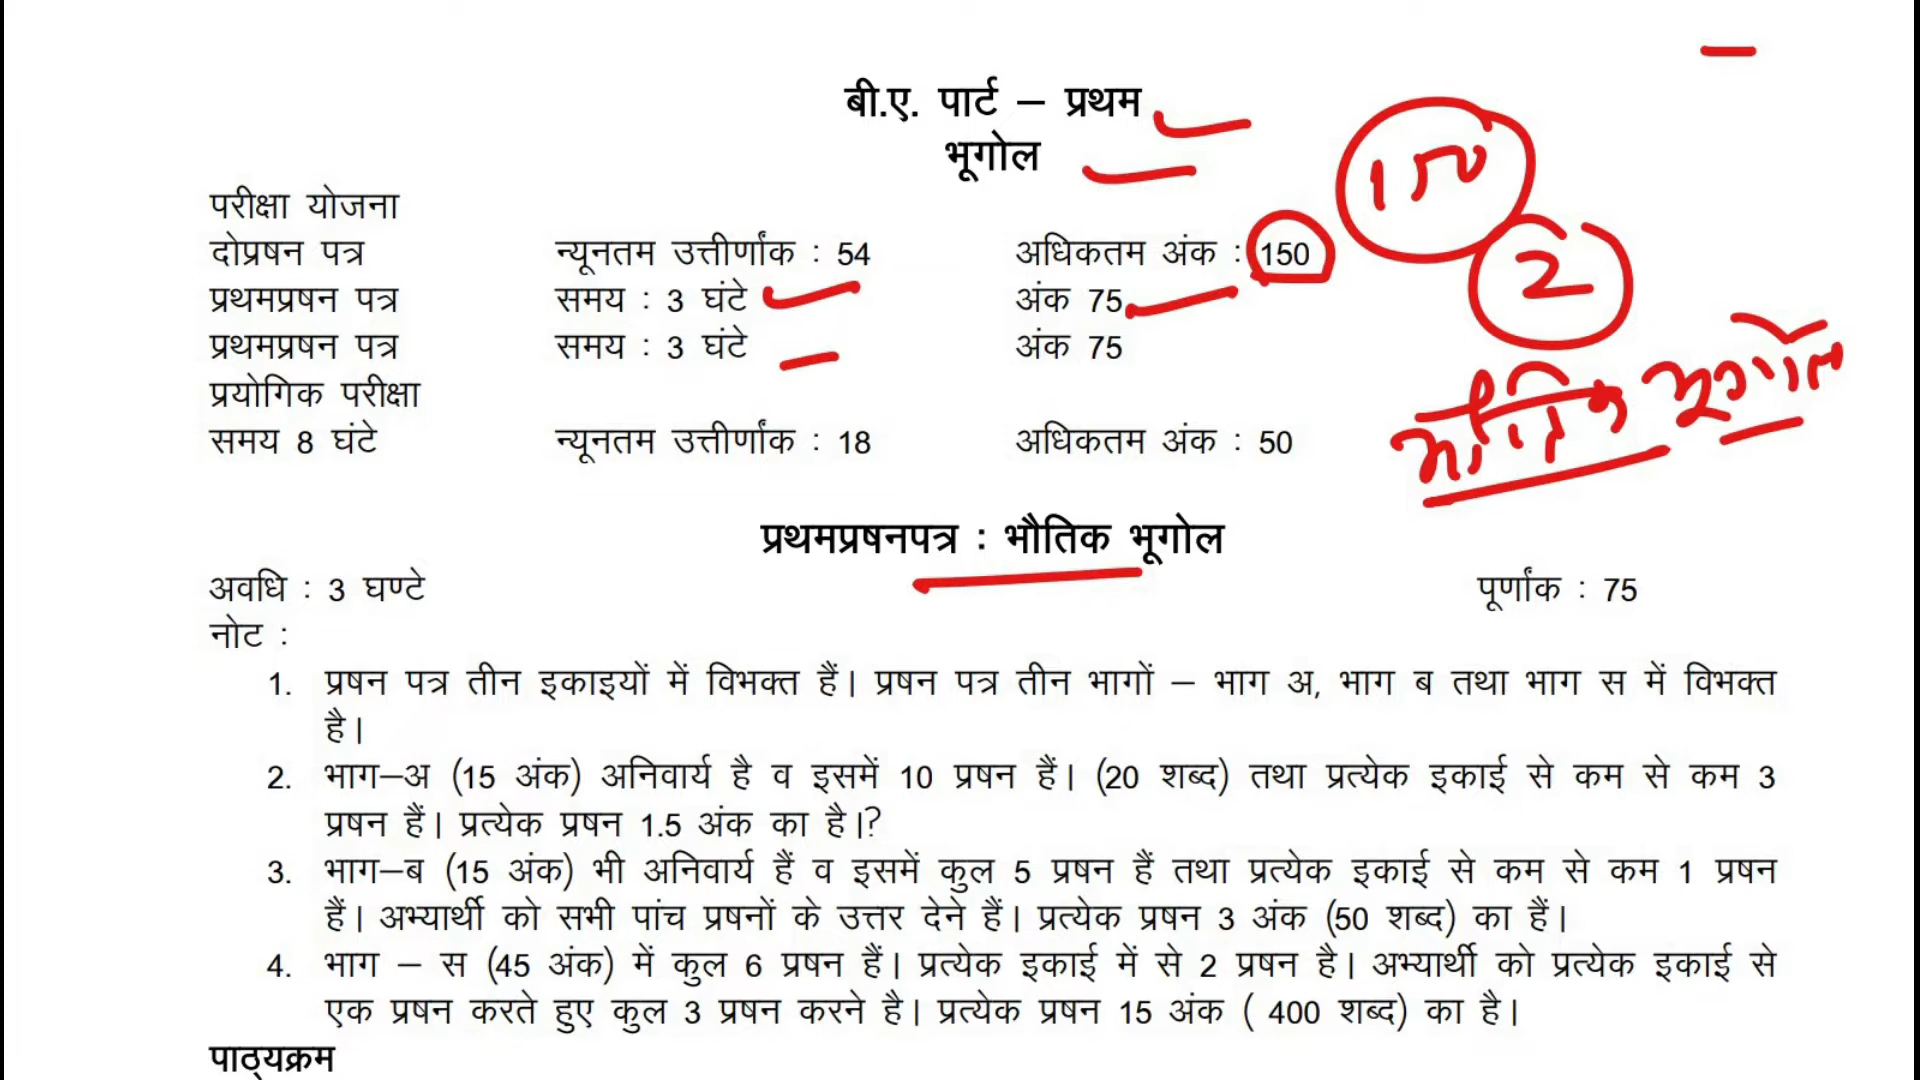 बी.ए. पार्ट – प्रथम
भूगोल
150
परीक्षा योजना
दोप्रषन पत्र न्यूनतम उत्तीर्णांक : 54 अधिकतम अंक : 150
2
प्रथमप्रषन पत्र समय : 3 घंटे अंक 75
प्रथमप्रषन पत्र समय : 3 घंटे अंक 75
भौतिक भूगोल
प्रयोगिक परीक्षा
समय 8 घंटे न्यूनतम उत्तीर्णांक : 18 अधिकतम अंक : 50
प्रथमप्रषनपत्र : भौतिक भूगोल
अवधि : 3 घण्टे पूर्णांक : 75
नोट :
1. प्रषन पत्र तीन इकाइयों में विभक्त हैं। प्रषन पत्र तीन भागों – भाग अ, भाग ब तथा भाग स में विभक्त
है।
2. भाग–अ (15 अंक) अनिवार्य है व इसमें 10 प्रषन हैं। (20 शब्द) तथा प्रत्येक इकाई से कम से कम 3
प्रषन हैं। प्रत्येक प्रषन 1.5 अंक का है।?
3. भाग–ब (15 अंक) भी अनिवार्य हैं व इसमें कुल 5 प्रषन हैं तथा प्रत्येक इकाई से कम से कम 1 प्रषन
हैं। अभ्यार्थी को सभी पांच प्रषनों के उत्तर देने हैं। प्रत्येक प्रषन 3 अंक (50 शब्द) का हैं।
4. भाग – स (45 अंक) में कुल 6 प्रषन हैं। प्रत्येक इकाई में से 2 प्रषन है। अभ्यार्थी को प्रत्येक इकाई से
एक प्रषन करते हुए कुल 3 प्रषन करने है। प्रत्येक प्रषन 15 अंक ( 400 शब्द) का है।
पाठ्यक्रम